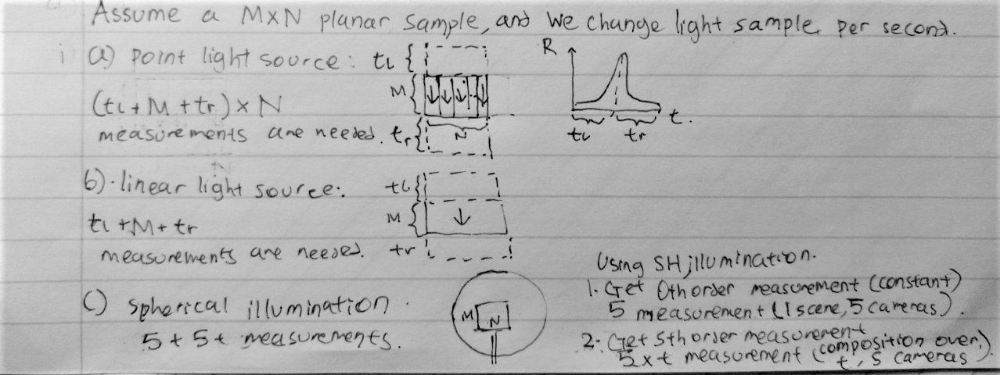 Assume a M×N planar sample, and we change light sample per second.
i a) point light source: tl {
M {
(tl + M + tr) × N
measurements are needed. tr {
N
R
t.
tl tr
b) · linear light source: tl {
tl + M + tr M {
measurements are needed. tr
c) spherical illumination.
5 + 5t measurements.
M N
Using SH illumination.
1. Get 0th order measurement (constant)
5 measurement (1 scene, 5 cameras).
2. Get 5th order measurement
5×t measurement (composition over
t, 5 cameras).